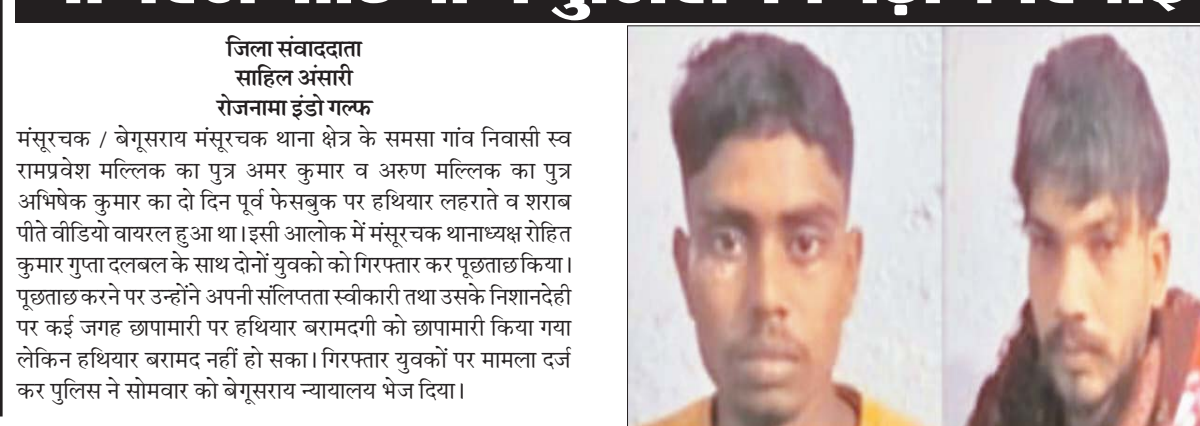 जिला संवाददाता
साहिल अंसारी
रोजनामा इंडो गल्फ
मंसूरचक / बेगूसराय मंसूरचक थाना क्षेत्र के समसा गांव निवासी स्व
रामप्रवेश मल्लिक का पुत्र अमर कुमार व अरुण मल्लिक का पुत्र
अभिषेक कुमार का दो दिन पूर्व फेसबुक पर हथियार लहराते व शराब
पीते वीडियो वायरल हुआ था। इसी आलोक में मंसूरचक थानाध्यक्ष रोहित
कुमार गुप्ता दलबल के साथ दोनों युवको को गिरफ्तार कर पूछताछ किया।
पूछताछ करने पर उन्होंने अपनी संलिप्तता स्वीकारी तथा उसके निशानदेही
पर कई जगह छापामारी पर हथियार बरामदगी को छापामारी किया गया
लेकिन हथियार बरामद नहीं हो सका। गिरफ्तार युवकों पर मामला दर्ज
कर पुलिस ने सोमवार को बेगूसराय न्यायालय भेज दिया।